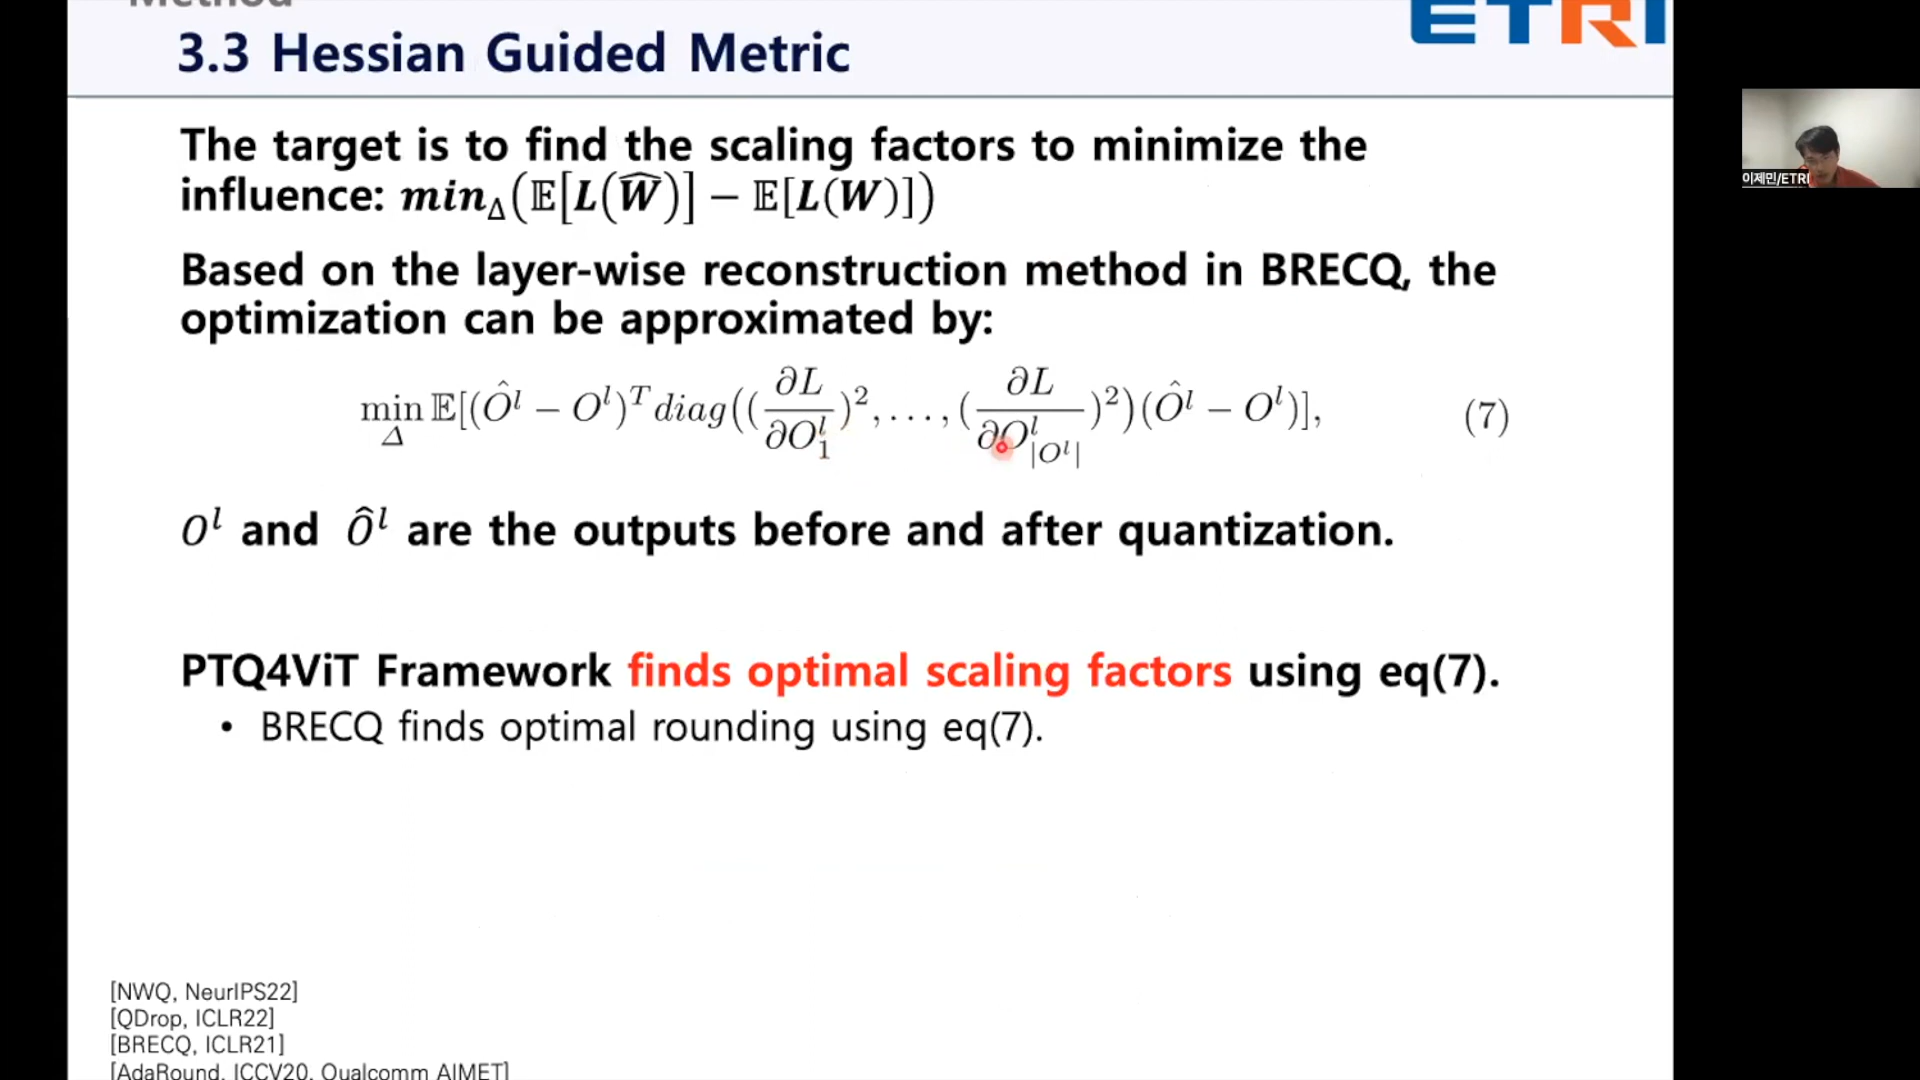 Method
ETRI
3.3 Hessian Guided Metric
The target is to find the scaling factors to minimize the
influence: min_Δ(𝔼[L(Ŵ)] − 𝔼[L(W)])
이제민/ETRI
Based on the layer-wise reconstruction method in BRECQ, the
optimization can be approximated by:
min_Δ 𝔼[(Ô^l − O^l)^T diag((∂L/∂O^l_1)^2, . . . , (∂L/∂O^l_|O^l|)^2)(Ô^l − O^l)], (7)
O^l and Ô^l are the outputs before and after quantization.
PTQ4ViT Framework finds optimal scaling factors using eq(7).
• BRECQ finds optimal rounding using eq(7).
[NWQ, NeurIPS22]
[QDrop, ICLR22]
[BRECQ, ICLR21]
[AdaRound, ICCV20, Qualcomm AIMET]